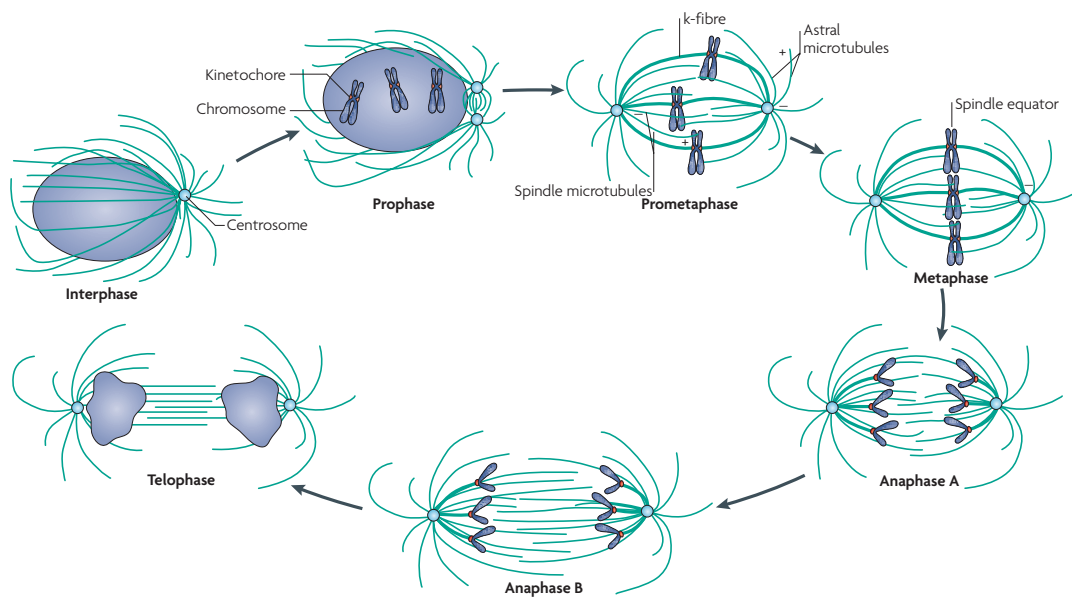 k-fibre
Astral
microtubules
+
Kinetochore
Chromosome
–
–
+
Spindle microtubules
Prophase
Prometaphase
Spindle equator
–
Centrosome
Interphase
Metaphase
Telophase
Anaphase A
Anaphase B